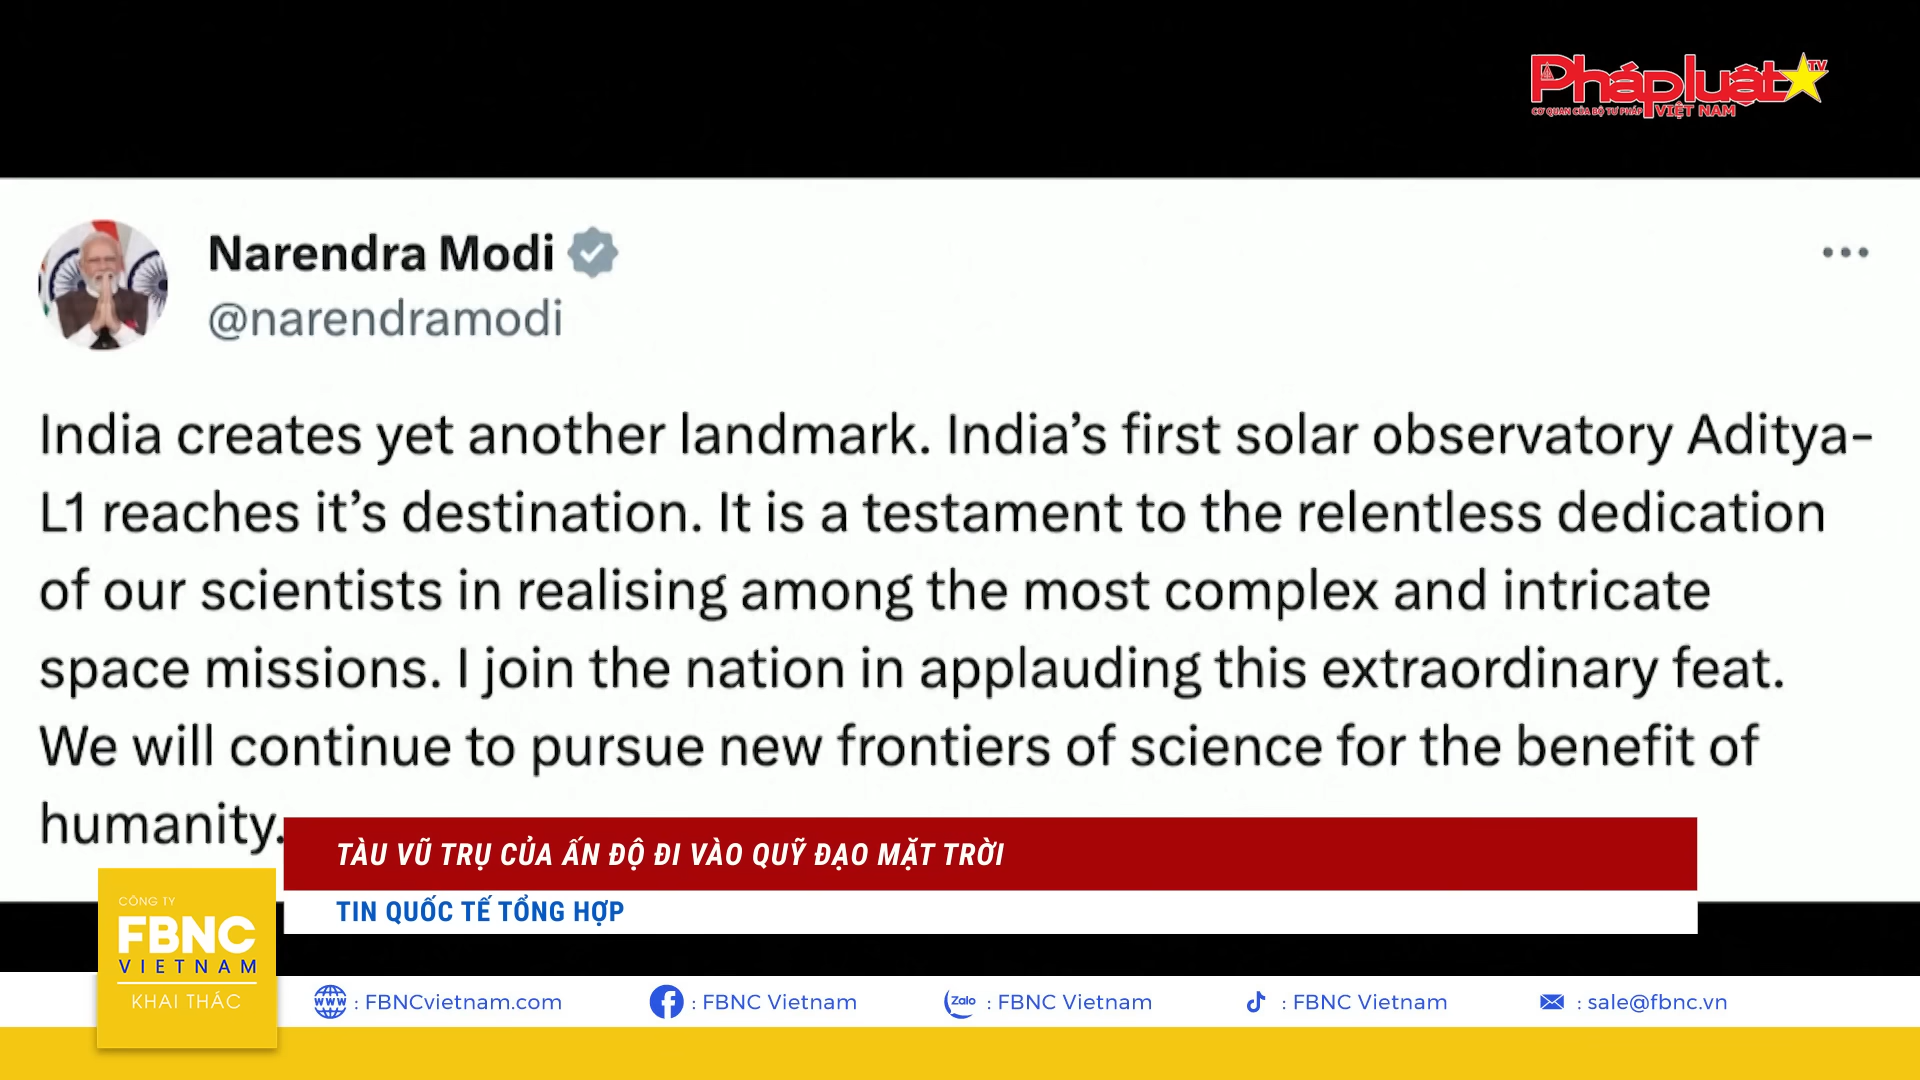 Phápluật TV
CƠ QUAN CỦA BỘ TƯ PHÁP VIỆT NAM
Narendra Modi
@narendramodi
India creates yet another landmark. India’s first solar observatory Aditya-
L1 reaches it’s destination. It is a testament to the relentless dedication
of our scientists in realising among the most complex and intricate
space missions. I join the nation in applauding this extraordinary feat.
We will continue to pursue new frontiers of science for the benefit of
humanity.
TÀU VŨ TRỤ CỦA ẤN ĐỘ ĐI VÀO QUỸ ĐẠO MẶT TRỜI
TIN QUỐC TẾ TỔNG HỢP
CÔNG TY
FBNC
VIETNAM
KHAI THÁC
www : FBNCvietnam.com
: FBNC Vietnam
Zalo : FBNC Vietnam
: FBNC Vietnam
: sale@fbnc.vn